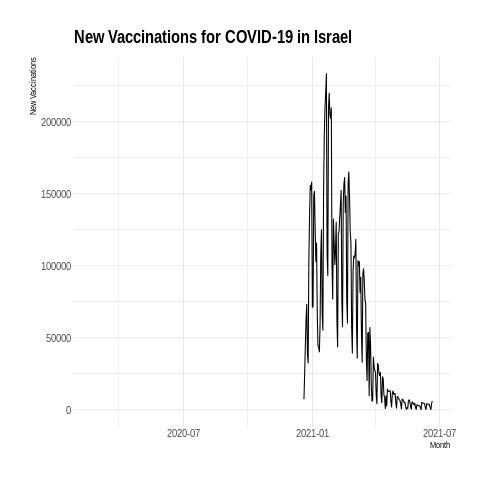 New Vaccinations for COVID-19 in Israel
New Vaccinations
200000
150000
100000
50000
0
2020-07 2021-01 2021-07
Month